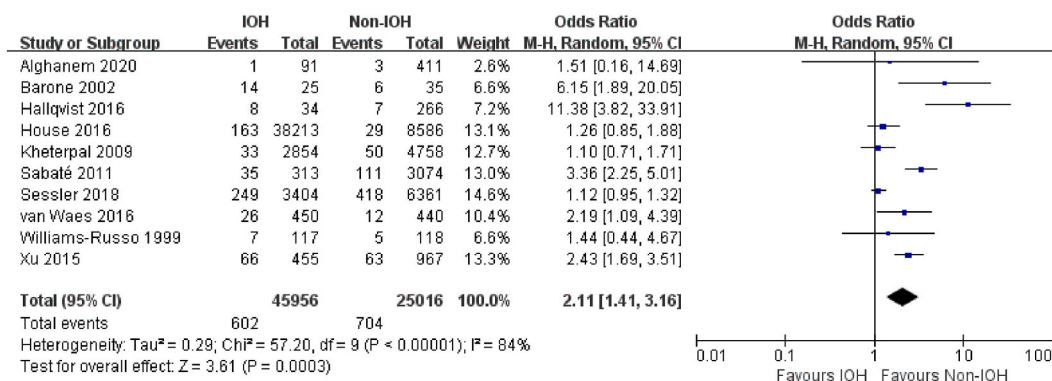 IOH Non-IOH Odds Ratio Odds Ratio
Study or Subgroup Events Total Events Total Weight M-H, Random, 95% CI M-H, Random, 95% CI
Alghanem 2020 1 91 3 411 2.6% 1.51 [0.16, 14.69]
Barone 2002 14 25 6 35 6.6% 6.15 [1.89, 20.05]
Hallqvist 2016 8 34 7 266 7.2% 11.38 [3.82, 33.91]
House 2016 163 38213 29 8586 13.1% 1.26 [0.85, 1.88]
Kheterpal 2009 33 2854 50 4758 12.7% 1.10 [0.71, 1.71]
Sabaté 2011 35 313 111 3074 13.0% 3.36 [2.25, 5.01]
Sessler 2018 249 3404 418 6361 14.6% 1.12 [0.95, 1.32]
van Waes 2016 26 450 12 440 10.4% 2.19 [1.09, 4.39]
Williams-Russo 1999 7 117 5 118 6.6% 1.44 [0.44, 4.67]
Xu 2015 66 455 63 967 13.3% 2.43 [1.69, 3.51]
Total (95% CI) 45956 25016 100.0% 2.11 [1.41, 3.16]
Total events 602 704
Heterogeneity: Tau² = 0.29; Chi² = 57.20, df = 9 (P < 0.00001); I² = 84%
Test for overall effect: Z = 3.61 (P = 0.0003)
0.01 0.1 1 10 100
Favours IOH Favours Non-IOH